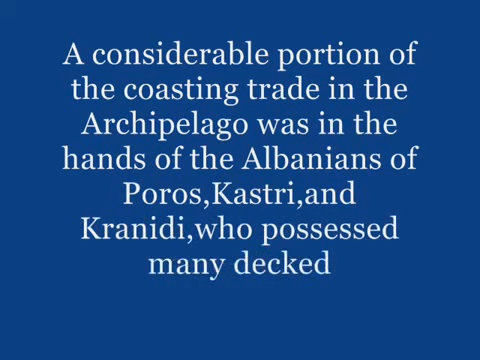 A considerable portion of
the coasting trade in the
Archipelago was in the
hands of the Albanians of
Poros,Kastri,and
Kranidi,who possessed
many decked